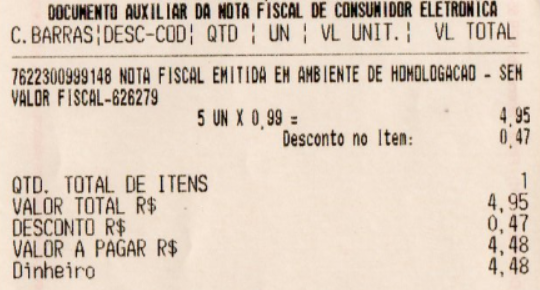 DOCUMENTO AUXILIAR DA NOTA FISCAL DE CONSUMIDOR ELETRONICA
C.BARRAS|DESC-COD| QTD | UN | VL UNIT.| VL TOTAL
7622300999148 NOTA FISCAL EMITIDA EM AMBIENTE DE HOMOLOGACAO - SEM
VALOR FISCAL-626279
5 UN X 0,99 = 4,95
Desconto no Item: 0,47
QTD. TOTAL DE ITENS 1
VALOR TOTAL R$ 4,95
DESCONTO R$ 0,47
VALOR A PAGAR R$ 4,48
Dinheiro 4,48